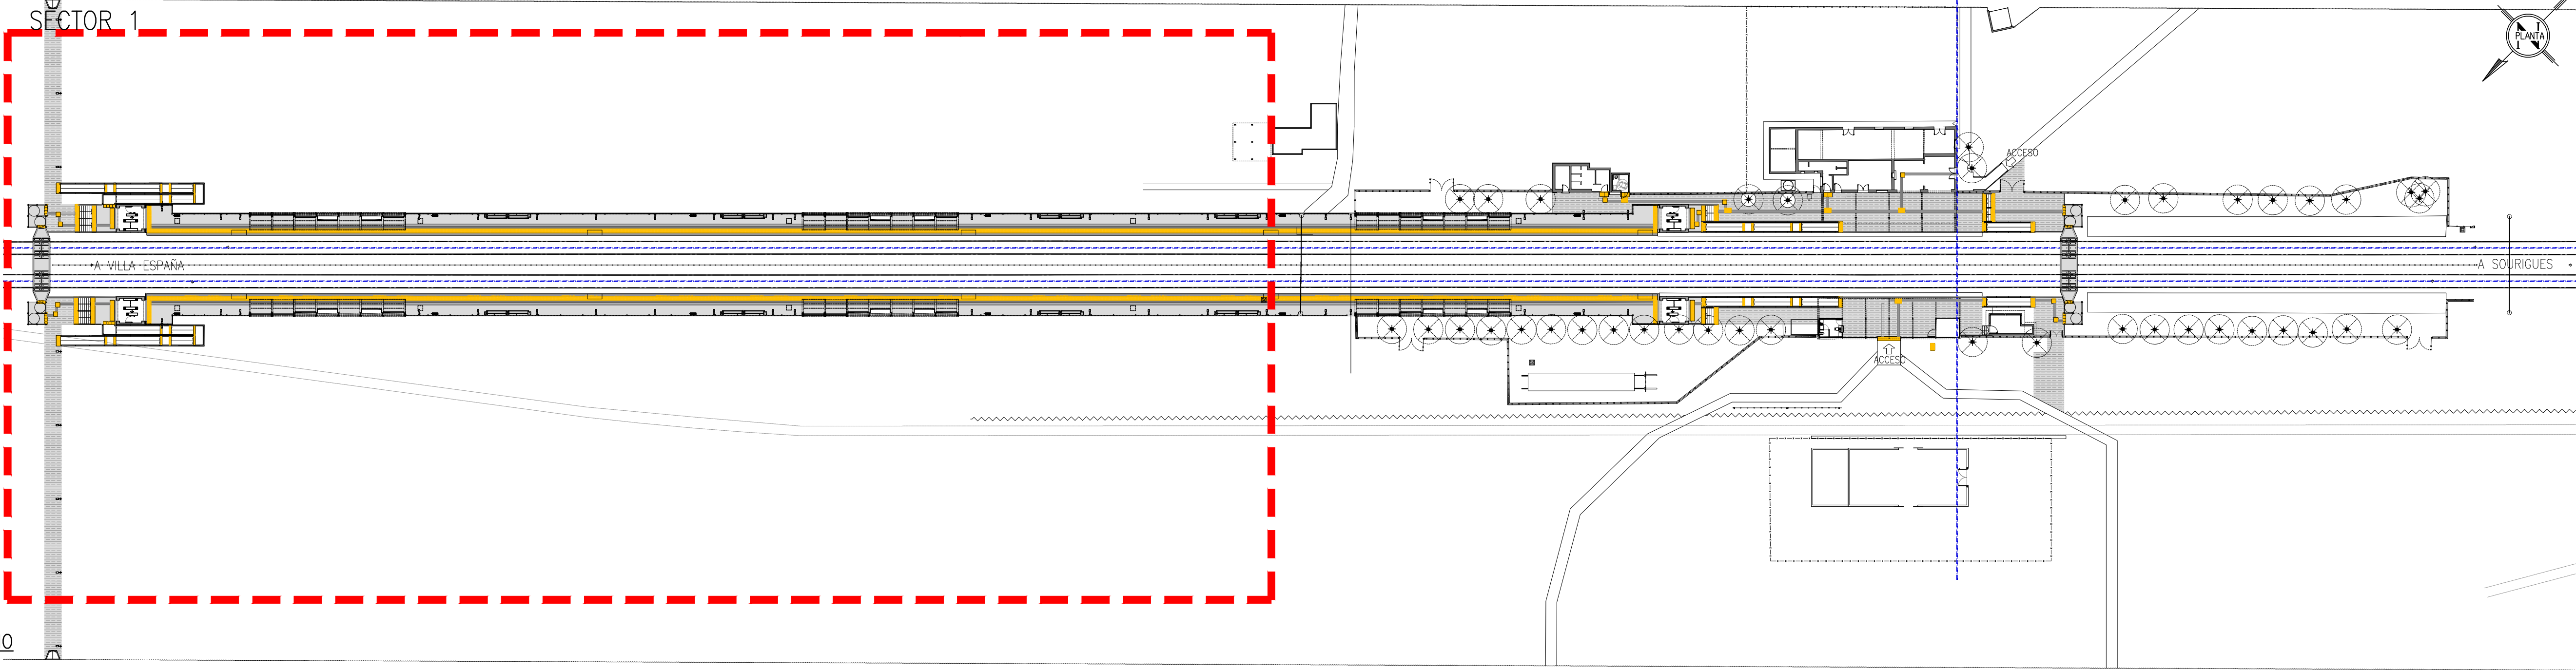 SECTOR 1
PLANTA
N
ACCESO
A VILLA ESPAÑA
A SOURIGUES
ACCESO
0